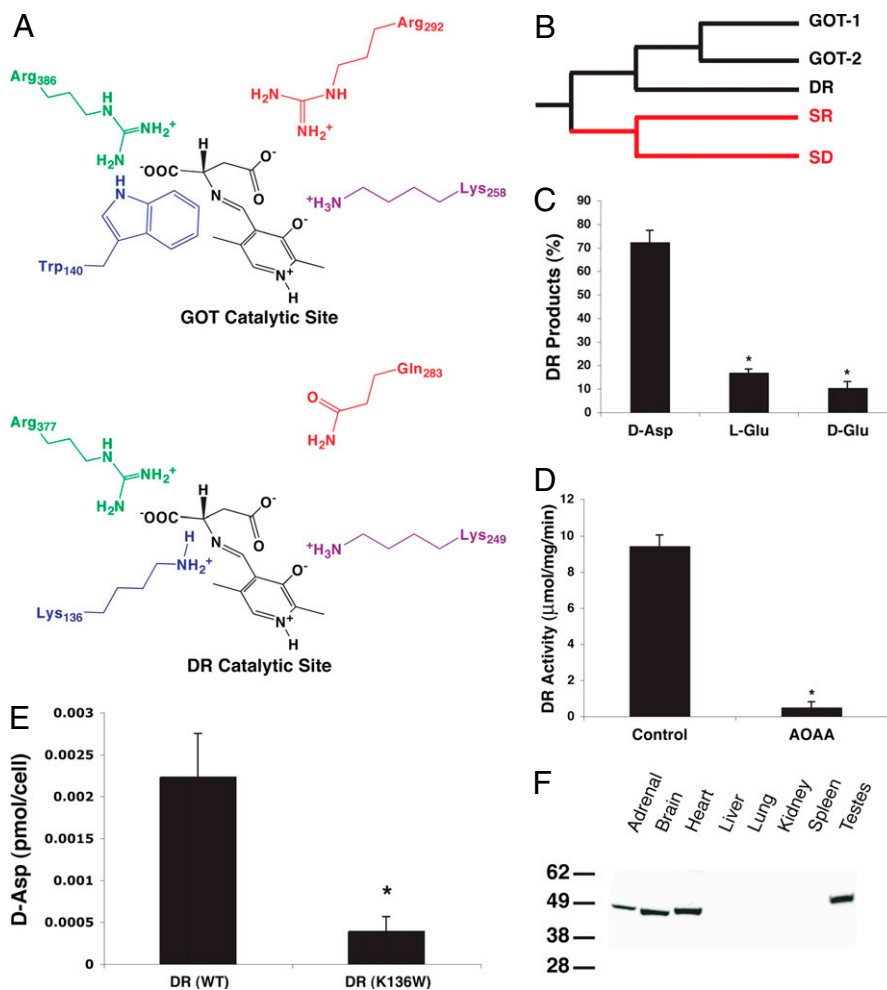 A
Arg292
Arg386
H2N
NH
NH2+
H
N
NH2+
H2N
H
-OOC
O-
O
N
+H3N
Lys258
H
N
O-
N+
H
Trp140
GOT Catalytic Site
Gln283
O
H2N
Arg377
H
N
NH2+
H2N
H
-OOC
O-
O
N
+H3N
Lys249
H
NH2+
O-
Lys136
N+
H
DR Catalytic Site
B
GOT-1
GOT-2
DR
SR
SD
C
DR Products (%)
90
80
70
60
50
40
30
20
10
0
*
*
D-Asp L-Glu D-Glu
D
DR Activity (µmol/mg/min)
12
10
8
6
4
2
0
*
Control AOAA
E
D-Asp (pmol/cell)
0.003
0.0025
0.002
0.0015
0.001
0.0005
0
*
DR (WT) DR (K136W)
F
Adrenal
Brain
Heart
Liver
Lung
Kidney
Spleen
Testes
62
49
38
28